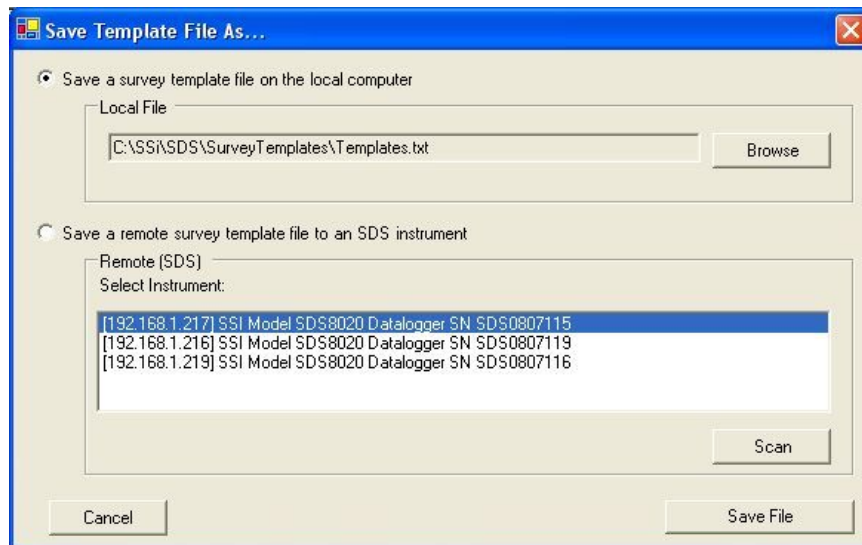 Save Template File As...
Save a survey template file on the local computer
Local File
C:\SSi\SDS\SurveyTemplates\Templates.txt
Browse
Save a remote survey template file to an SDS instrument
Remote (SDS)
Select Instrument:
[192.168.1.217] SSI Model SDS8020 Datalogger SN SDS0807115
[192.168.1.216] SSI Model SDS8020 Datalogger SN SDS0807119
[192.168.1.219] SSI Model SDS8020 Datalogger SN SDS0807116
Scan
Cancel
Save File